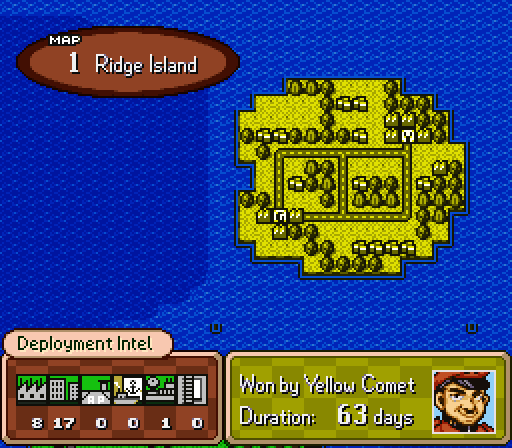 MAP
1 Ridge Island
Deployment Intel
8 17 0 0 1 0
Won by Yellow Comet
Duration: 63 days